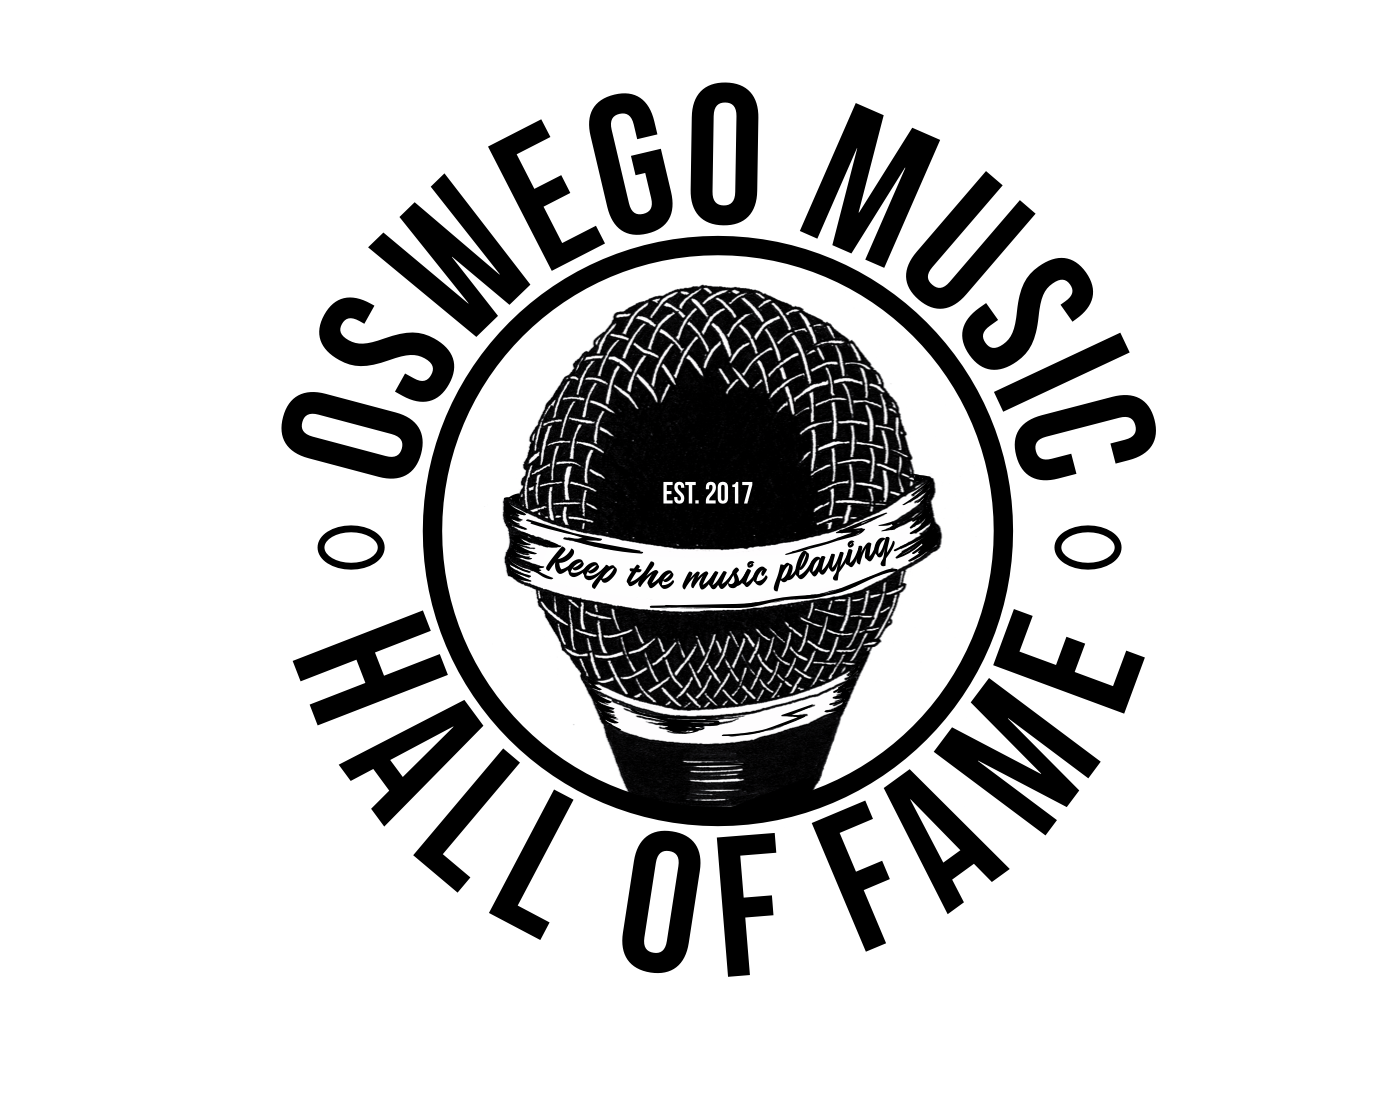 OSWEGO MUSIC
EST. 2017
Keep the music playing
HALL OF FAME